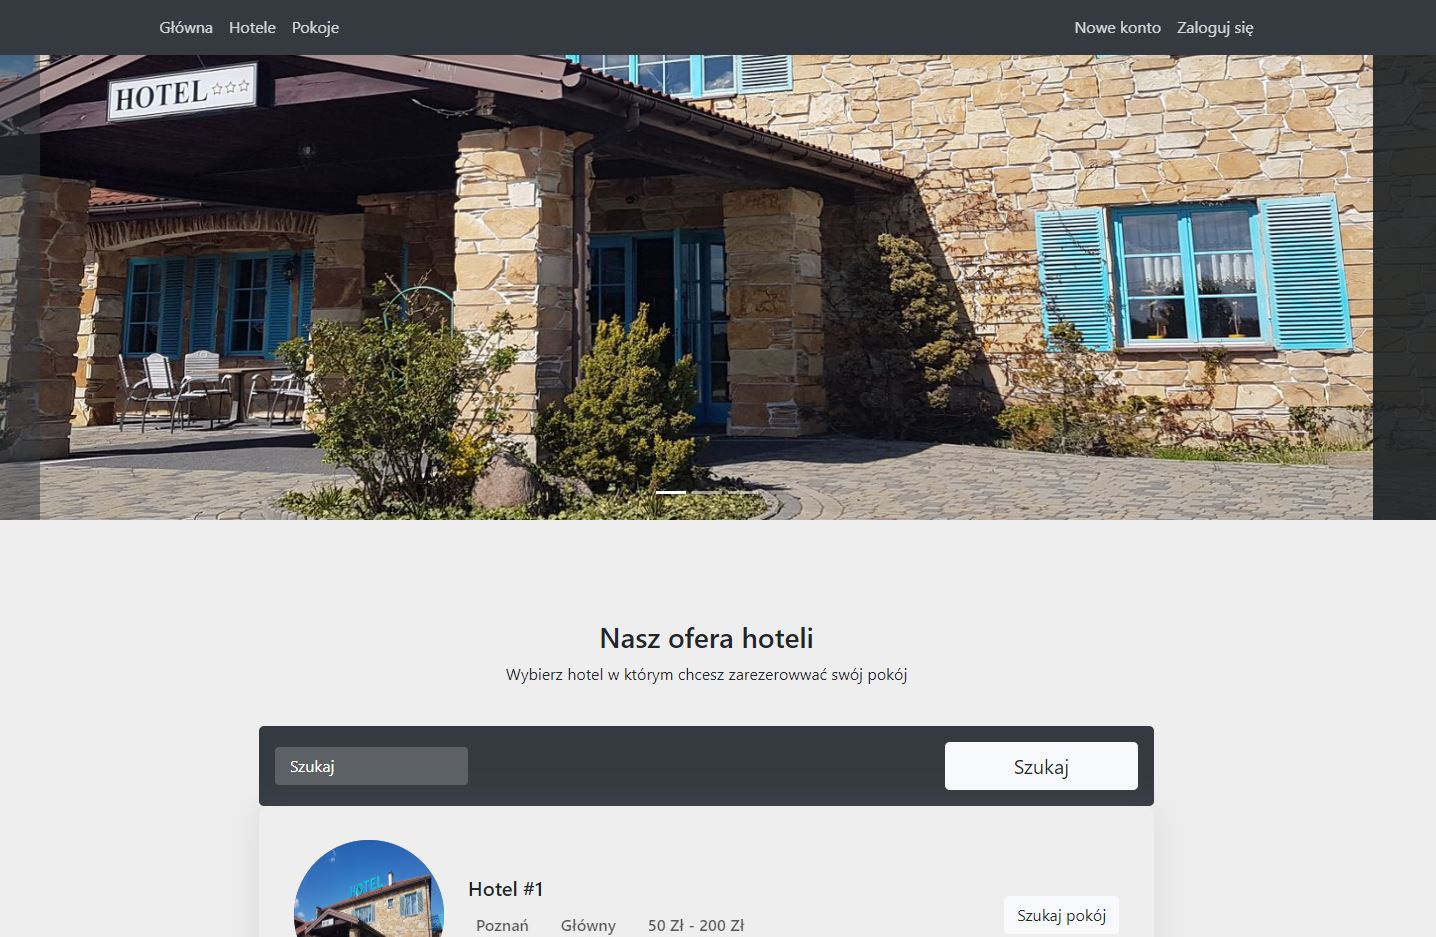 Główna Hotele Pokoje Nowe konto Zaloguj się
HOTEL
Nasz ofera hoteli
Wybierz hotel w którym chcesz zarezerowwać swój pokój
Szukaj Szukaj
HOTEL
Hotel #1
Poznań Główny 50 Zł - 200 Zł
Szukaj pokój